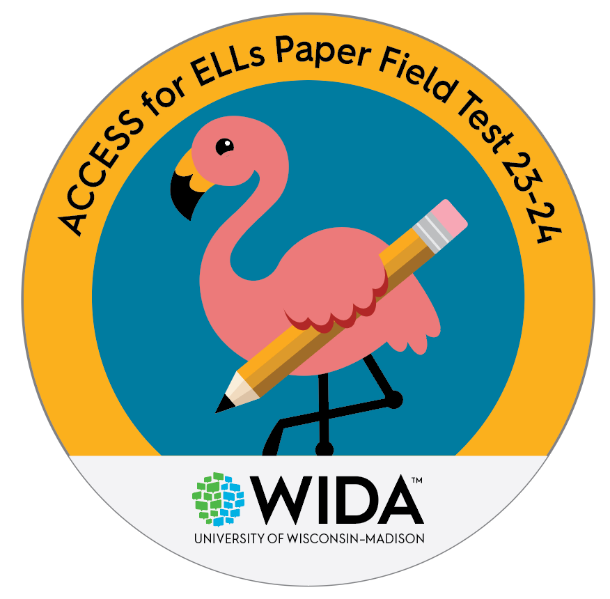 ACCESS for ELLs Paper Field Test 23-24
WIDA™
UNIVERSITY OF WISCONSIN–MADISON